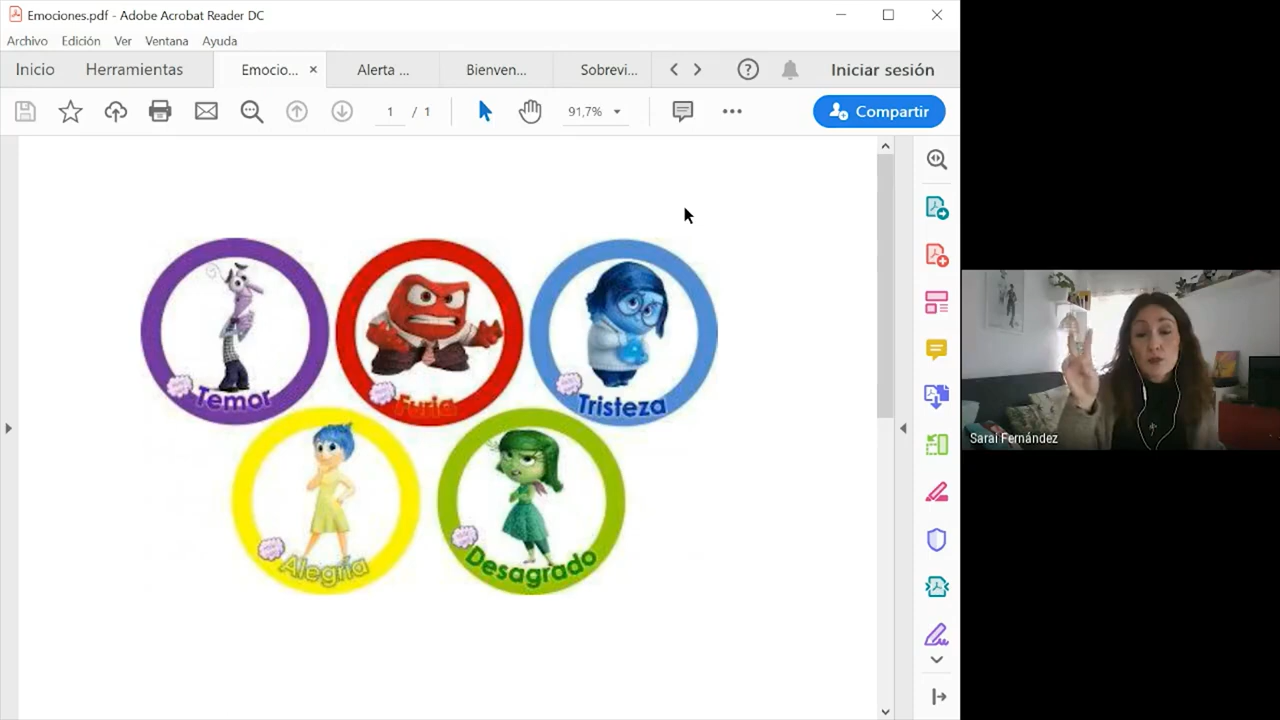 Emociones.pdf - Adobe Acrobat Reader DC
Archivo Edición Ver Ventana Ayuda
Inicio Herramientas Emocio... Alerta ... Bienven... Sobrevi... Iniciar sesión
1 / 1 91,7% Compartir
Temor
Furia
Tristeza
Alegría
Desagrado
Sarai Fernández